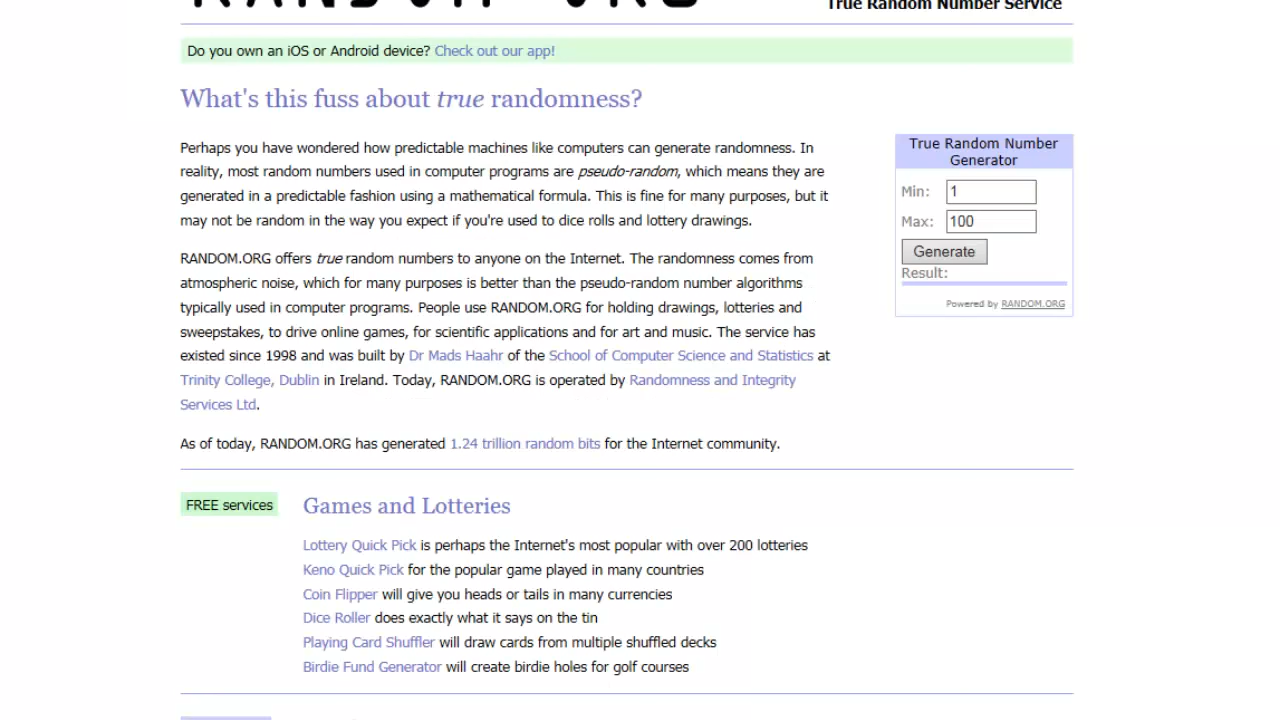 RANDOM ORG
True Random Number Service
Do you own an iOS or Android device? Check out our app!
What's this fuss about true randomness?
Perhaps you have wondered how predictable machines like computers can generate randomness. In
reality, most random numbers used in computer programs are pseudo-random, which means they are
generated in a predictable fashion using a mathematical formula. This is fine for many purposes, but it
may not be random in the way you expect if you're used to dice rolls and lottery drawings.
RANDOM.ORG offers true random numbers to anyone on the Internet. The randomness comes from
atmospheric noise, which for many purposes is better than the pseudo-random number algorithms
typically used in computer programs. People use RANDOM.ORG for holding drawings, lotteries and
sweepstakes, to drive online games, for scientific applications and for art and music. The service has
existed since 1998 and was built by Dr Mads Haahr of the School of Computer Science and Statistics at
Trinity College, Dublin in Ireland. Today, RANDOM.ORG is operated by Randomness and Integrity
Services Ltd.
As of today, RANDOM.ORG has generated 1.24 trillion random bits for the Internet community.
True Random Number
Generator
Min: 1
Max: 100
Generate
Result:
Powered by RANDOM.ORG
FREE services
Games and Lotteries
Lottery Quick Pick is perhaps the Internet's most popular with over 200 lotteries
Keno Quick Pick for the popular game played in many countries
Coin Flipper will give you heads or tails in many currencies
Dice Roller does exactly what it says on the tin
Playing Card Shuffler will draw cards from multiple shuffled decks
Birdie Fund Generator will create birdie holes for golf courses